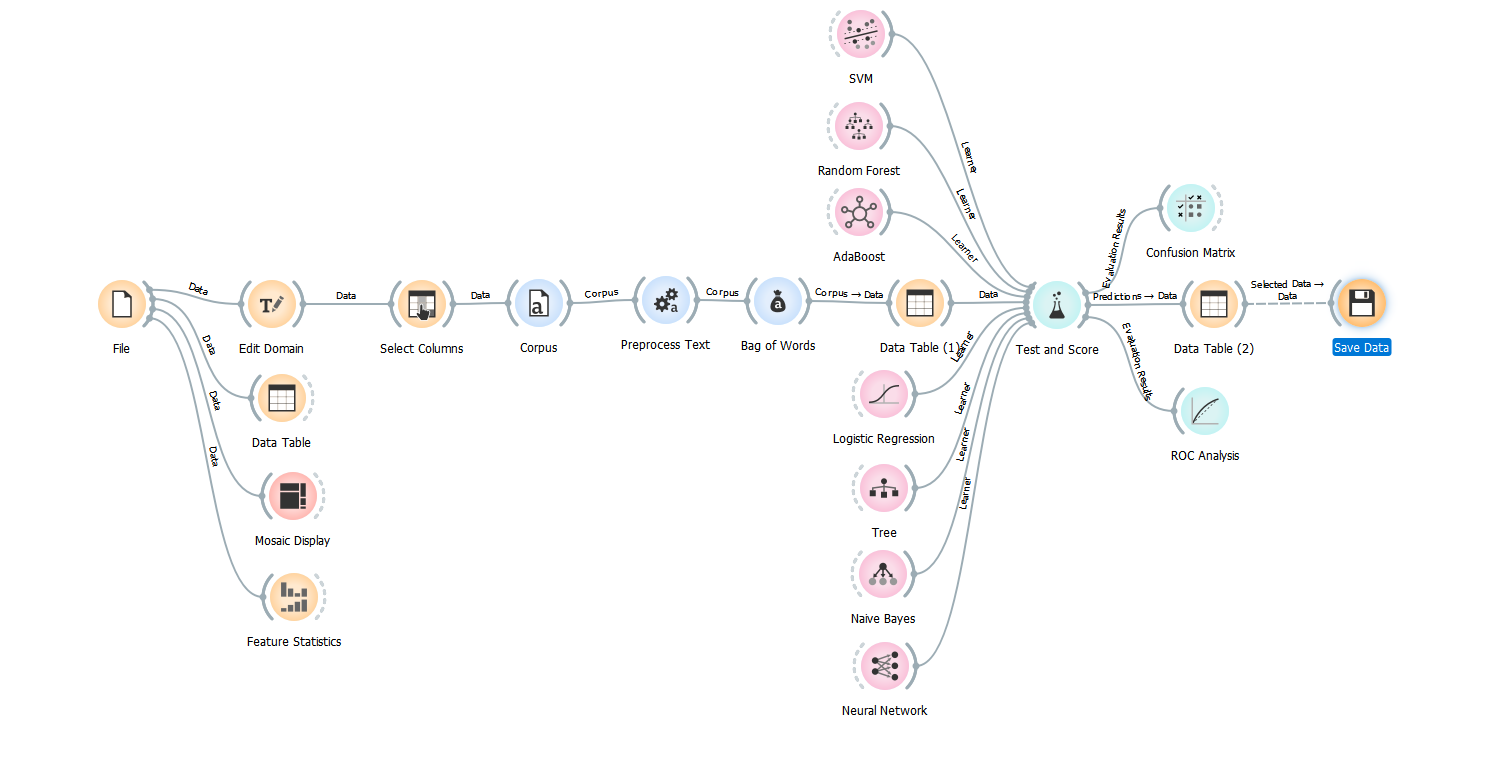 SVM
Learner
Random Forest
Learner
AdaBoost
Learner
Evaluation Results
Confusion Matrix
File
Data
Edit Domain
Data
Select Columns
Data
a
Corpus
Corpus
a
Preprocess Text
Corpus
a
Bag of Words
Corpus → Data
Data Table (1)
Data
Test and Score
Predictions → Data
Data Table (2)
Selected Data →
Data
Save Data
Data
Data Table
Data
Mosaic Display
Data
Feature Statistics
Learner
Logistic Regression
Learner
Tree
Learner
Naive Bayes
Learner
Neural Network
Evaluation Results
ROC Analysis
T